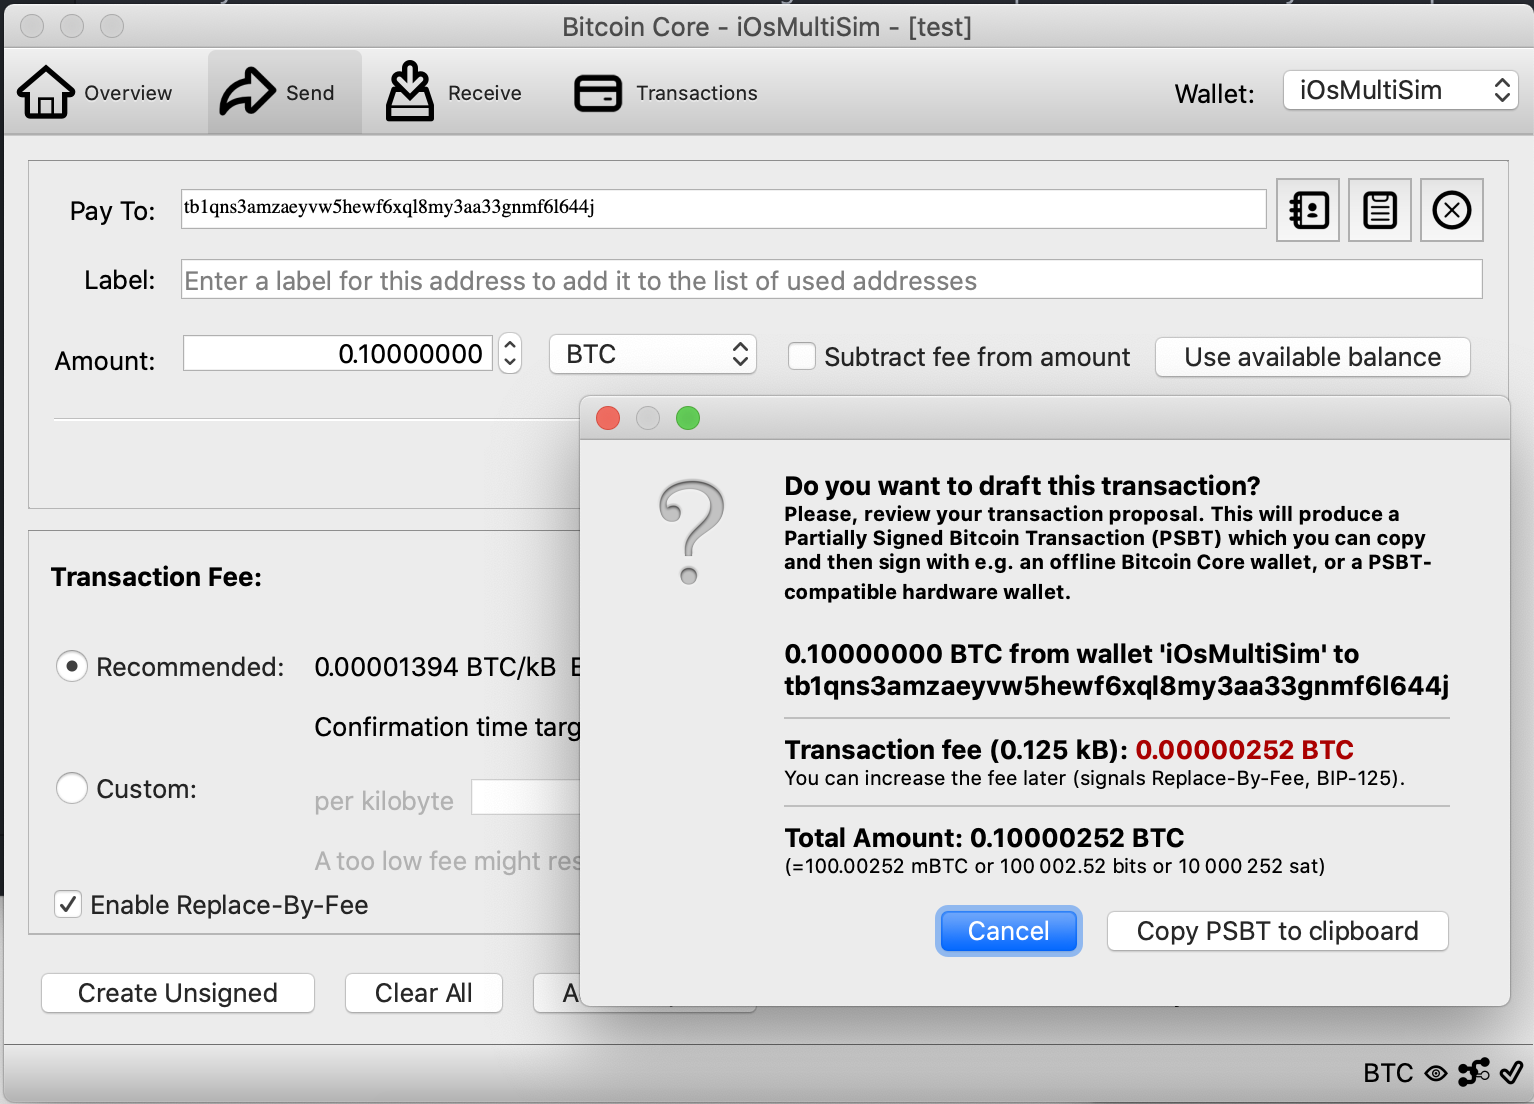 Bitcoin Core - iOsMultiSim - [test]
Overview Send Receive Transactions Wallet: iOsMultiSim
Pay To: tb1qns3amzaeyvw5hewf6xql8my3aa33gnmf6l644j
Label: Enter a label for this address to add it to the list of used addresses
Amount: 0.10000000 BTC Subtract fee from amount Use available balance
Transaction Fee:
Recommended: 0.00001394 BTC/kB
Confirmation time targ
Custom: per kilobyte
A too low fee might res
Enable Replace-By-Fee
Create Unsigned Clear All
Do you want to draft this transaction?
Please, review your transaction proposal. This will produce a
Partially Signed Bitcoin Transaction (PSBT) which you can copy
and then sign with e.g. an offline Bitcoin Core wallet, or a PSBT-
compatible hardware wallet.
0.10000000 BTC from wallet 'iOsMultiSim' to
tb1qns3amzaeyvw5hewf6xql8my3aa33gnmf6l644j
Transaction fee (0.125 kB): 0.00000252 BTC
You can increase the fee later (signals Replace-By-Fee, BIP-125).
Total Amount: 0.10000252 BTC
(=100.00252 mBTC or 100 002.52 bits or 10 000 252 sat)
Cancel Copy PSBT to clipboard
BTC